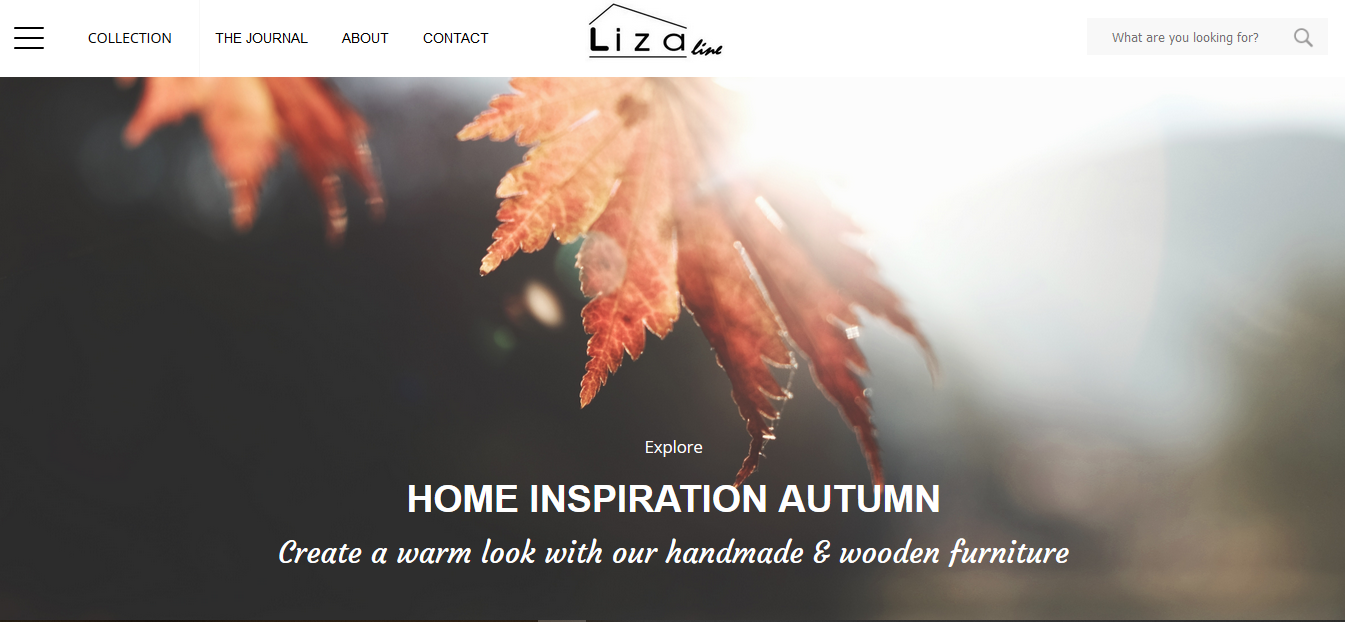 COLLECTION THE JOURNAL ABOUT CONTACT
Liza line
What are you looking for?
Explore
HOME INSPIRATION AUTUMN
Create a warm look with our handmade & wooden furniture